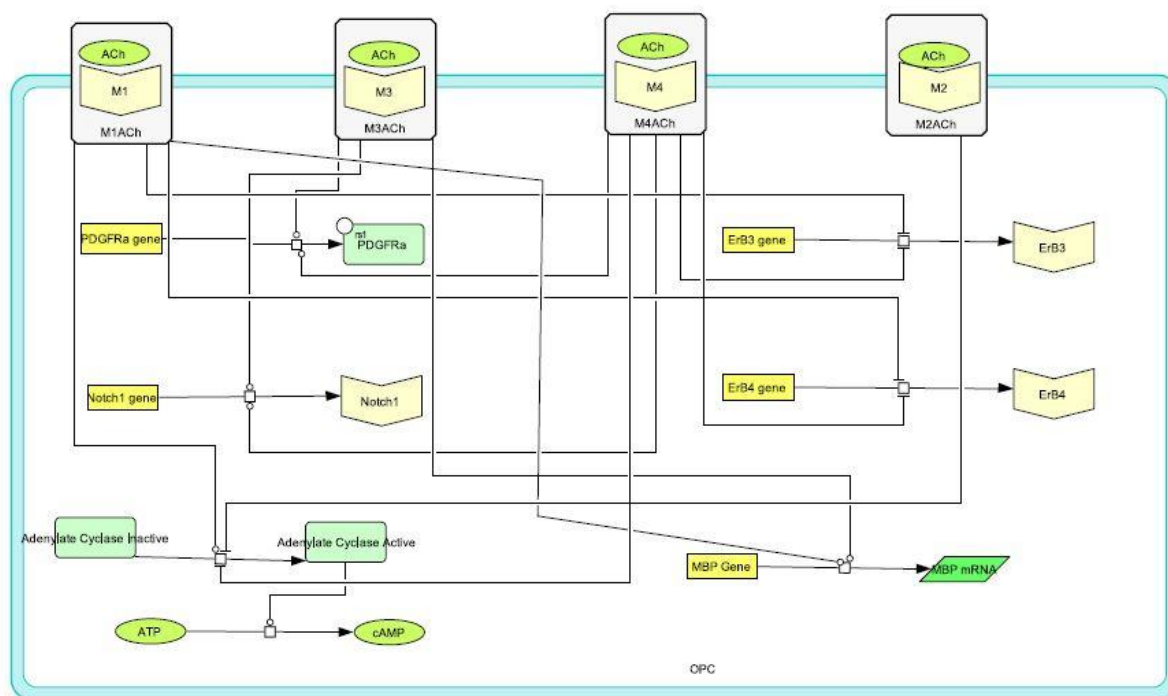 ACh
ACh
ACh
ACh
M1
M3
M4
M2
M1ACh
M3ACh
M4ACh
M2ACh
PDGFRa gene
rst
PDGFRa
ErB3 gene
ErB3
Notch1 gene
Notch1
ErB4 gene
ErB4
Adenylate Cyclase Inactive
Adenylate Cyclase Active
MBP Gene
MBP mRNA
ATP
cAMP
OPC